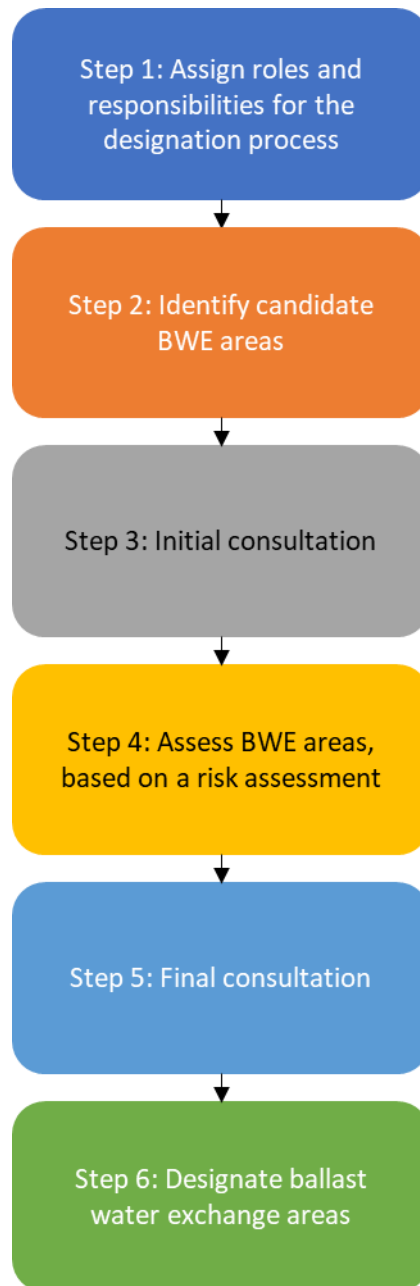 Step 1: Assign roles and
responsibilities for the
designation process
Step 2: Identify candidate
BWE areas
Step 3: Initial consultation
Step 4: Assess BWE areas,
based on a risk assessment
Step 5: Final consultation
Step 6: Designate ballast
water exchange areas